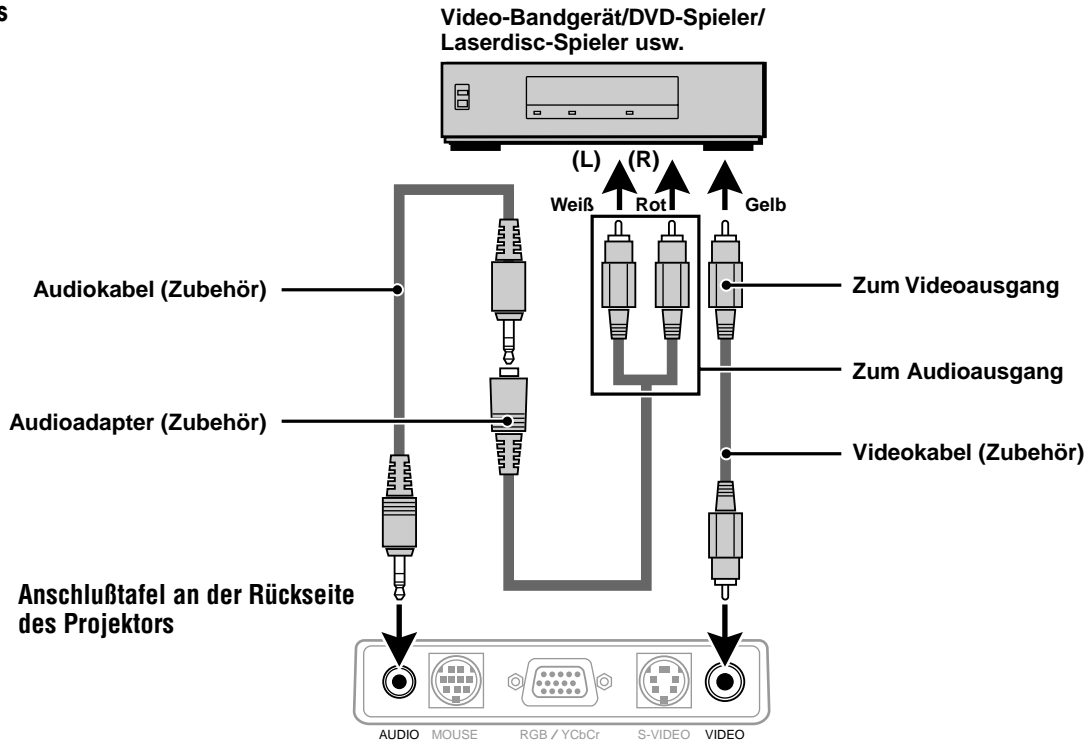 s
Video-Bandgerät/DVD-Spieler/
Laserdisc-Spieler usw.
(L) (R)
Weiß Rot Gelb
Audiokabel (Zubehör)
Zum Videoausgang
Zum Audioausgang
Audioadapter (Zubehör)
Videokabel (Zubehör)
Anschlußtafel an der Rückseite
des Projektors
AUDIO MOUSE RGB / YCbCr S-VIDEO VIDEO